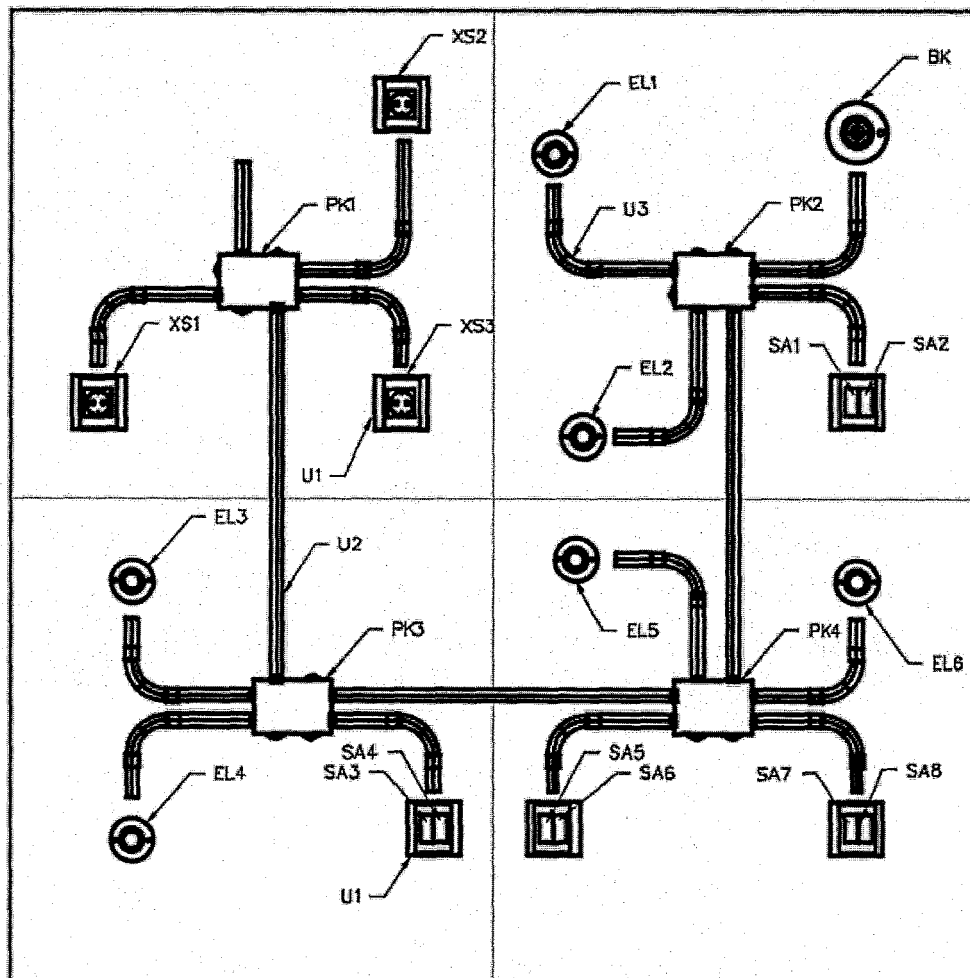 XS2
BK
EL1
PK1
U3
PK2
XS1
XS3
SA1
SA2
EL2
U1
EL3
U2
EL5
PK3
PK4
EL6
EL4
SA4
SA3
SA5
SA6
SA7
SA8
U1